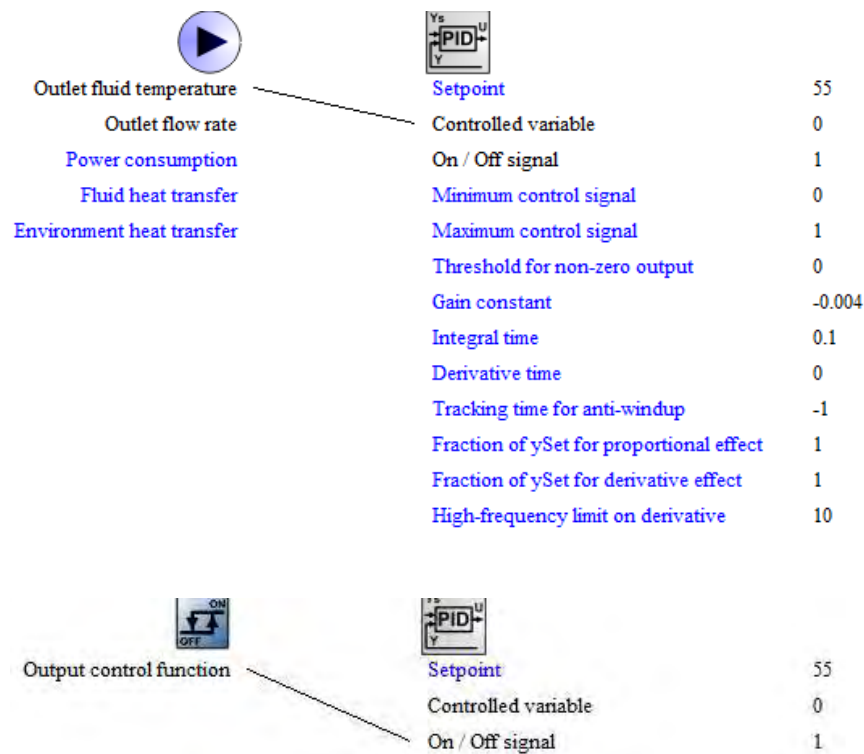 Ys
PID
U
Y
Outlet fluid temperature Setpoint 55
Outlet flow rate Controlled variable 0
Power consumption On / Off signal 1
Fluid heat transfer Minimum control signal 0
Environment heat transfer Maximum control signal 1
Threshold for non-zero output 0
Gain constant -0.004
Integral time 0.1
Derivative time 0
Tracking time for anti-windup -1
Fraction of ySet for proportional effect 1
Fraction of ySet for derivative effect 1
High-frequency limit on derivative 10
ON
OFF
Ys
PID
U
Y
Output control function Setpoint 55
Controlled variable 0
On / Off signal 1